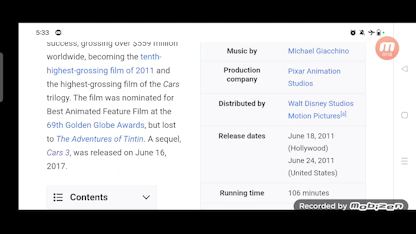 5:33
success, grossing over $559 million
worldwide, becoming the tenth-
highest-grossing film of 2011 and
the highest-grossing film of the Cars
trilogy. The film was nominated for
Best Animated Feature Film at the
69th Golden Globe Awards, but lost
to The Adventures of Tintin. A sequel,
Cars 3, was released on June 16,
2017.
Contents
Music by Michael Giacchino
Production company Pixar Animation Studios
Distributed by Walt Disney Studios Motion Pictures[a]
Release dates June 18, 2011
(Hollywood)
June 24, 2011
(United States)
Running time 106 minutes
Recorded by Mobizen